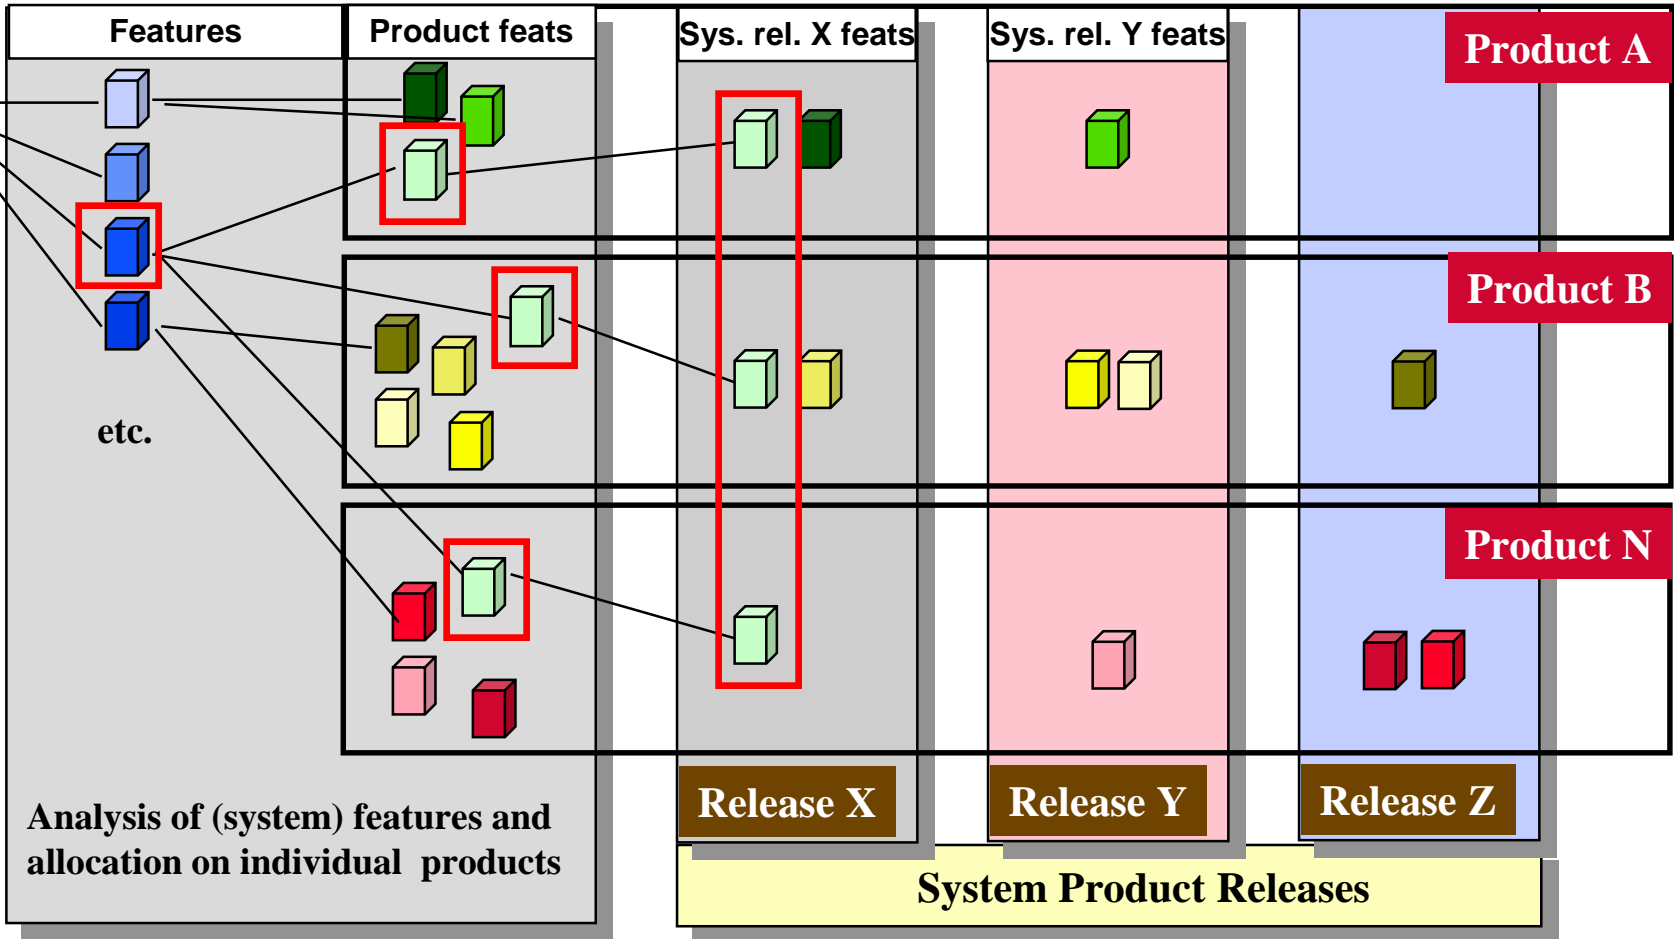 Features
Product feats
Sys. rel. X feats
Sys. rel. Y feats
Product A
Product B
etc.
Product N
Release X
Release Y
Release Z
Analysis of (system) features and
allocation on individual products
System Product Releases